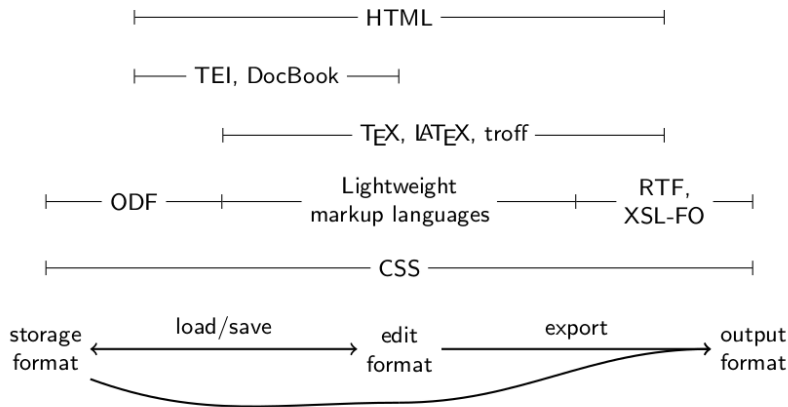 HTML
TEI, DocBook
TEX, LATEX, troff
ODF
Lightweight
markup languages
RTF,
XSL-FO
CSS
storage
format
load/save
edit
format
export
output
format